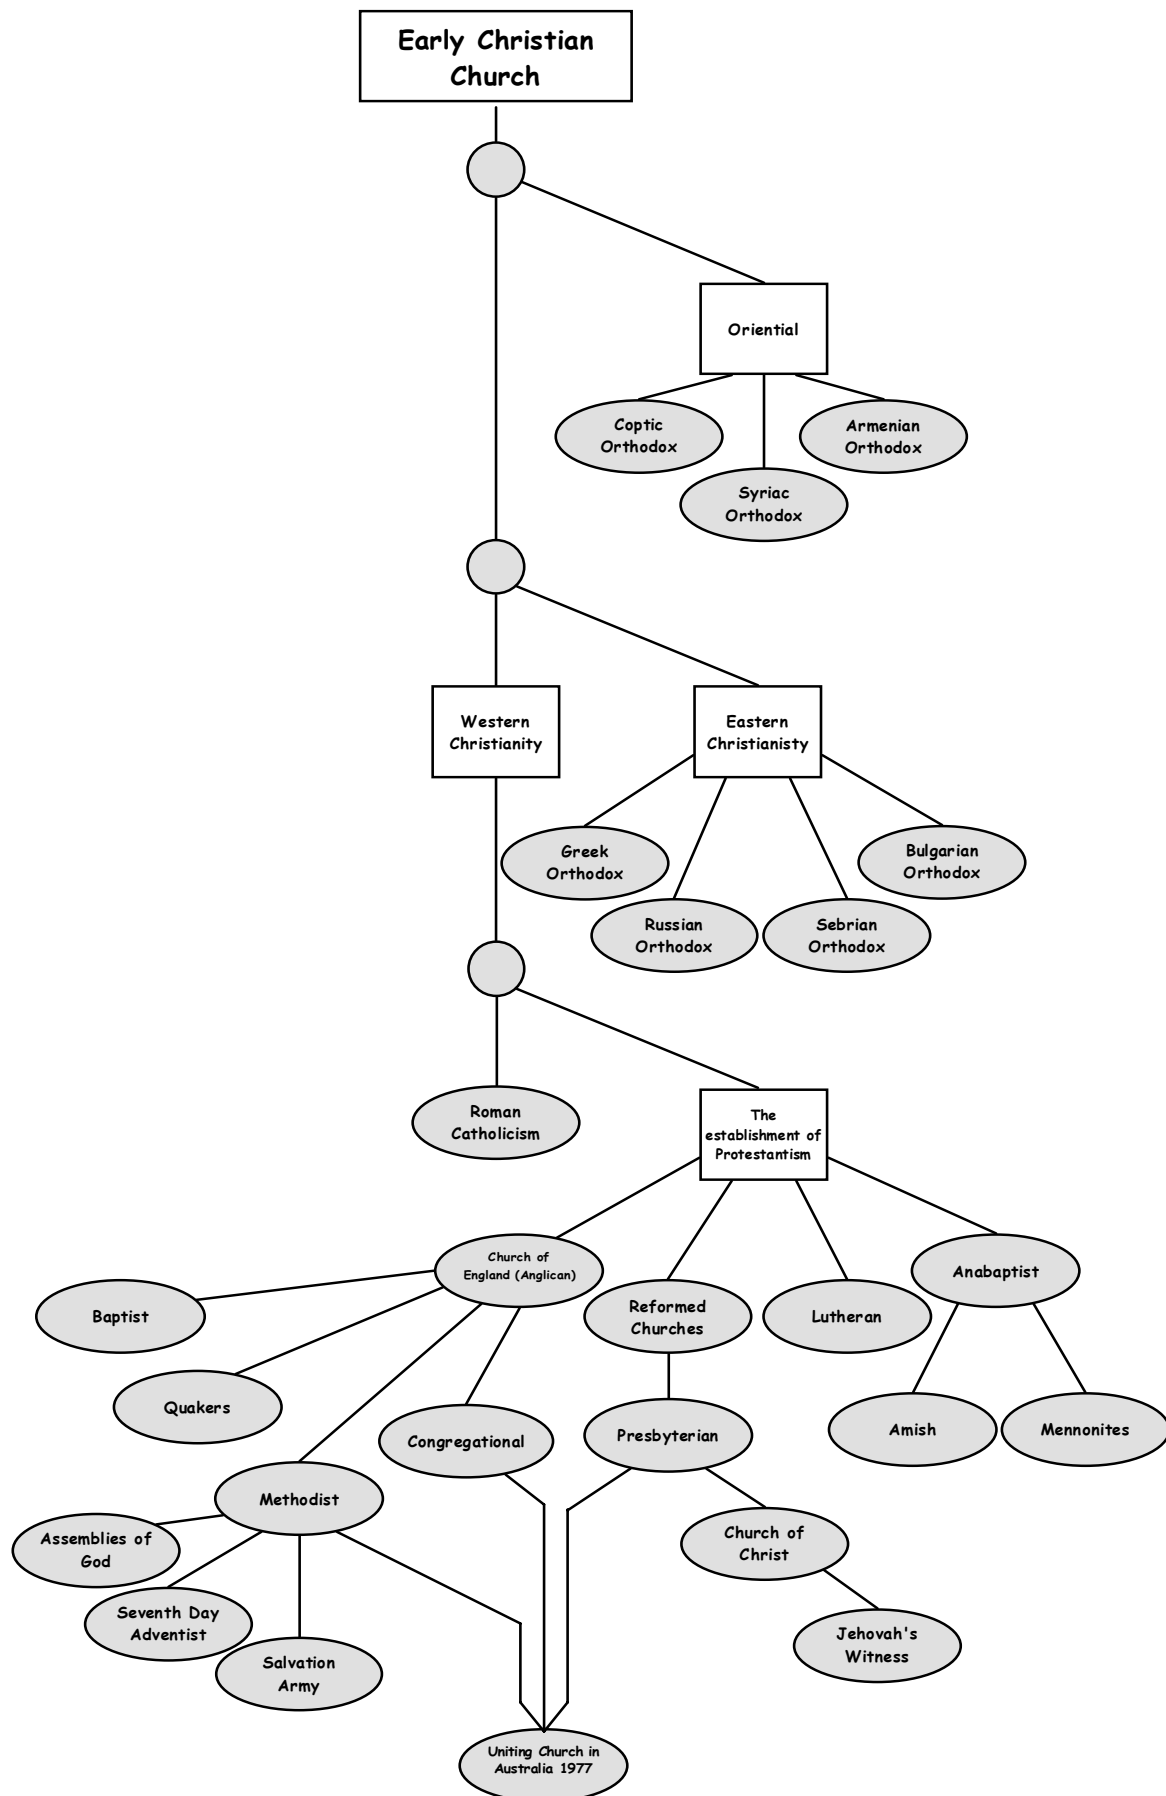 Early Christian
Church
Oriential
Coptic
Orthodox
Armenian
Orthodox
Syriac
Orthodox
Western
Christianity
Eastern
Christianisty
Greek
Orthodox
Bulgarian
Orthodox
Russian
Orthodox
Sebrian
Orthodox
Roman
Catholicism
The
establishment of
Protestantism
Church of
England (Anglican)
Anabaptist
Baptist
Reformed
Churches
Lutheran
Quakers
Congregational
Presbyterian
Amish
Mennonites
Methodist
Assemblies of
God
Church of
Christ
Seventh Day
Adventist
Jehovah's
Witness
Salvation
Army
Uniting Church in
Australia 1977